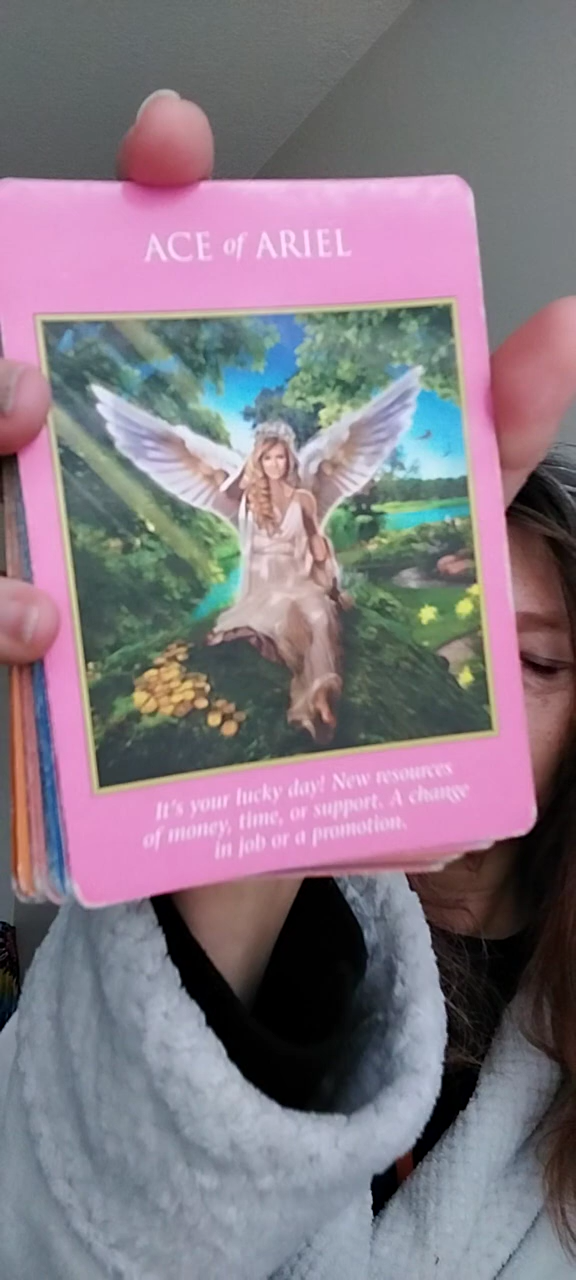 ACE of ARIEL
It's your lucky day! New resources
of money, time, or support. A change
in job or a promotion.